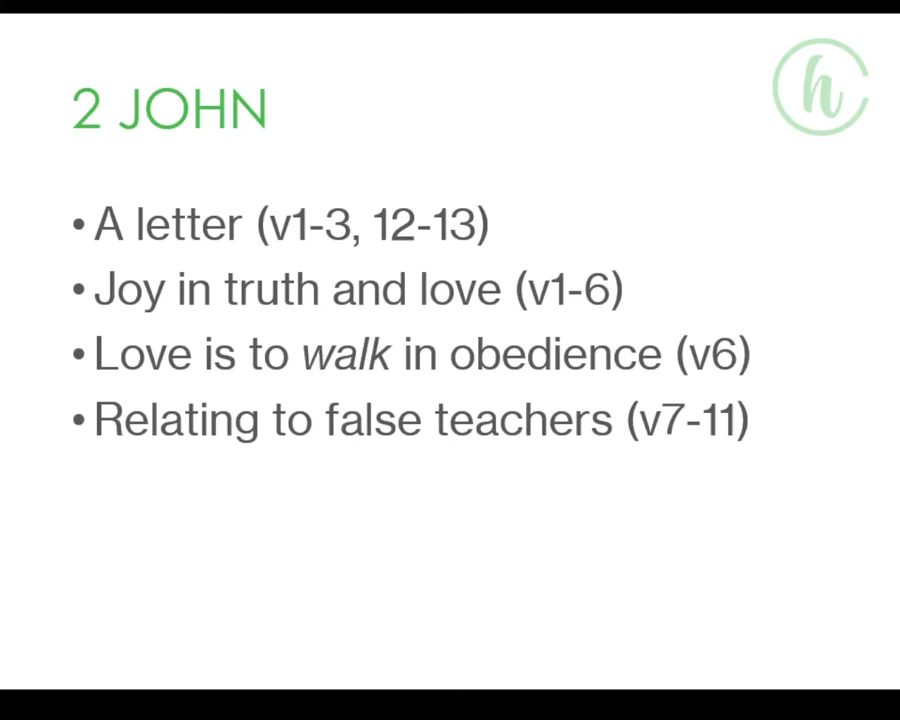 2 JOHN
h
• A letter (v1-3, 12-13)
• Joy in truth and love (v1-6)
• Love is to walk in obedience (v6)
• Relating to false teachers (v7-11)